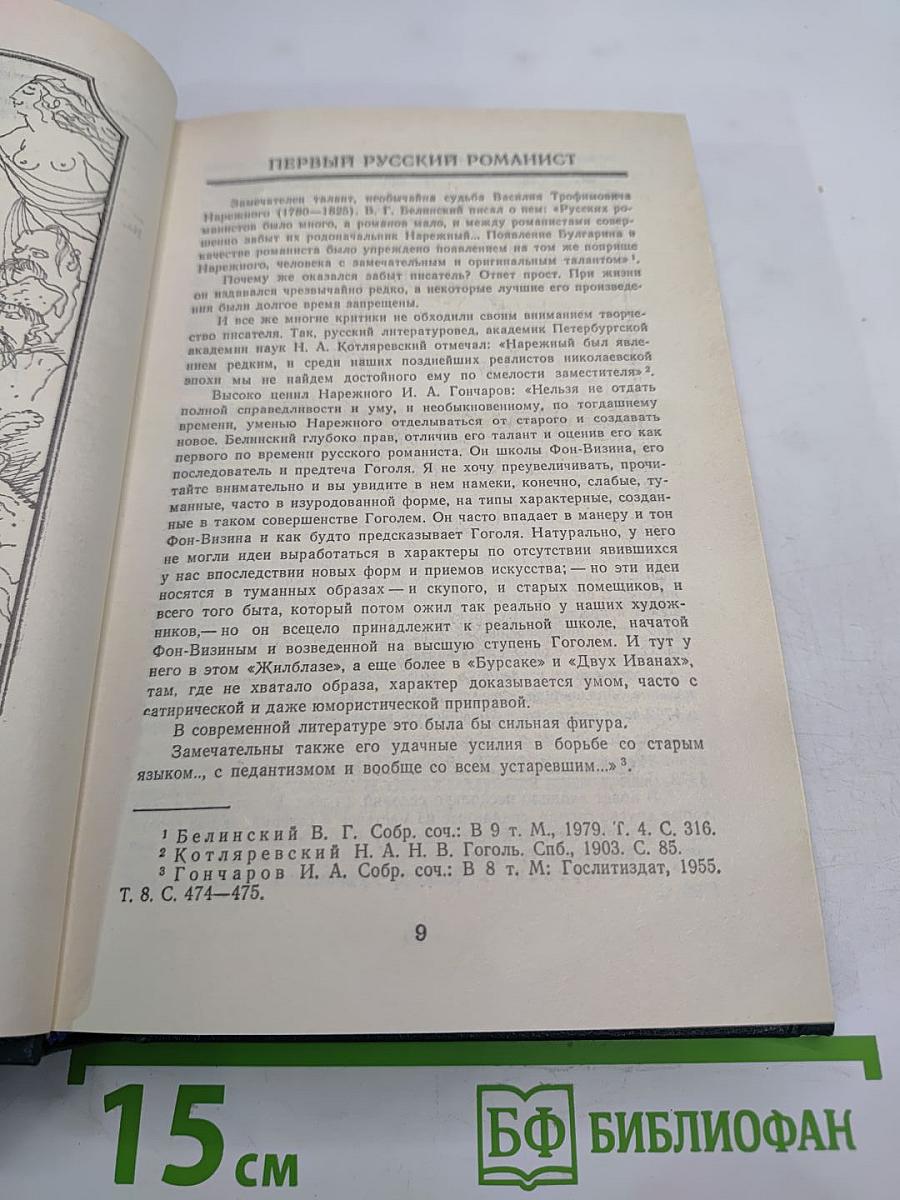 ПЕРВЫЙ РУССКИЙ РОМАНИСТ
Замечателен талант, необычайна судьба Василия Трофимовича
Нарежного (1780—1825). В. Г. Белинский писал о нем: «Русских ро-
манистов было много, а романов мало, и между романистами совер-
шенно забыт их родоначальник Нарежный... Появление Булгарина в
качестве романиста было упреждено появлением на том же поприще
Нарежного, человека с замечательным и оригинальным талантом»¹.
Почему же оказался забыт писатель? Ответ прост. При жизни
он издавался чрезвычайно редко, а некоторые лучшие его произведе-
ния были долгое время запрещены.
И все же многие критики не обходили своим вниманием творче-
ство писателя. Так, русский литературовед, академик Петербургской
академии наук Н. А. Котляревский отмечал: «Нарежный был явле-
нием редким, и среди наших позднейших реалистов николаевской
эпохи мы не найдем достойного ему по смелости заместителя»².
Высоко ценил Нарежного И. А. Гончаров: «Нельзя не отдать
полной справедливости и уму, и необыкновенному, по тогдашнему
времени, уменью Нарежного отделываться от старого и создавать
новое. Белинский глубоко прав, отличив его талант и оценив его как
первого по времени русского романиста. Он школы Фон-Визина, его
последователь и предтеча Гоголя. Я не хочу преувеличивать, прочи-
тайте внимательно и вы увидите в нем намеки, конечно, слабые, ту-
манные, часто в изуродованной форме, на типы характерные, создан-
ные в таком совершенстве Гоголем. Он часто впадает в манеру и тон
Фон-Визина и как будто предсказывает Гоголя. Натурально, у него
не могли идеи выработаться в характеры по отсутствию явившихся
у нас впоследствии новых форм и приемов искусства; — но эти идеи
носятся в туманных образах — и скупого, и старых помещиков, и
всего того быта, который потом ожил так реально у наших худож-
ников,— но он всецело принадлежит к реальной школе, начатой
Фон-Визиным и возведенной на высшую ступень Гоголем. И тут у
него в этом «Жилблазе», а еще более в «Бурсаке» и «Двух Иванах»,
там, где не хватало образа, характер доказывается умом, часто с
сатирической и даже юмористической приправой.
В современной литературе это была бы сильная фигура.
Замечательны также его удачные усилия в борьбе со старым
языком.., с педантизмом и вообще со всем устаревшим...»³.
¹ Белинский В. Г. Собр. соч.: В 9 т. М., 1979. Т. 4. С. 316.
² Котляревский Н. А. Н. В. Гоголь. Спб., 1903. С. 85.
³ Гончаров И. А. Собр. соч.: В 8 т. М: Гослитиздат, 1955.
Т. 8. С. 474—475.
9
15 см
БФ БИБЛИОФАН